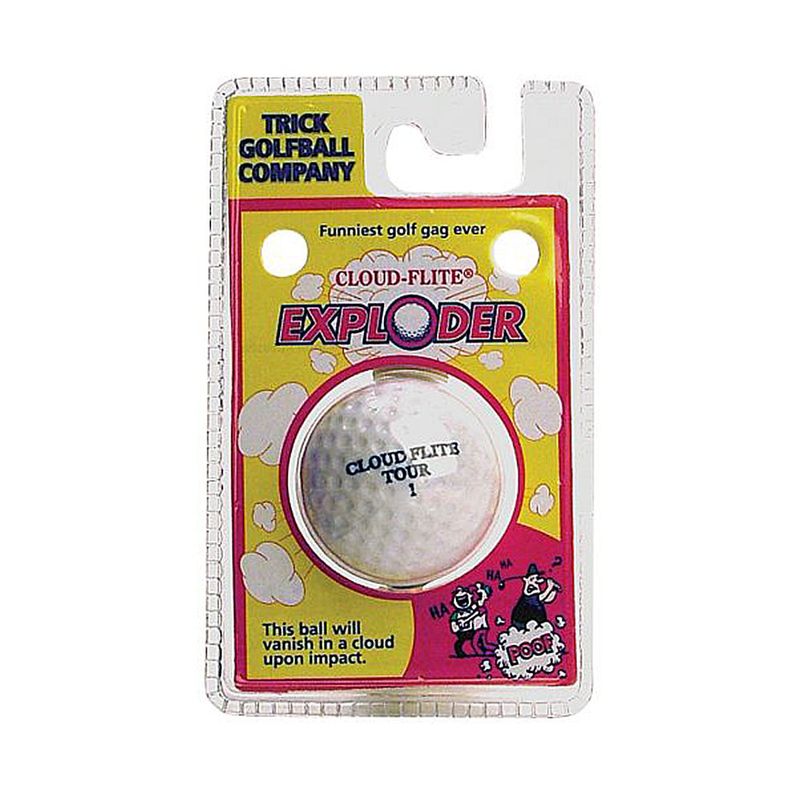 TRICK
GOLFBALL
COMPANY
Funniest golf gag ever
CLOUD-FLITE®
EXPLODER
CLOUD FLITE
TOUR
1
HA
HA
HA
?
This ball will
vanish in a cloud
upon impact.
POOF